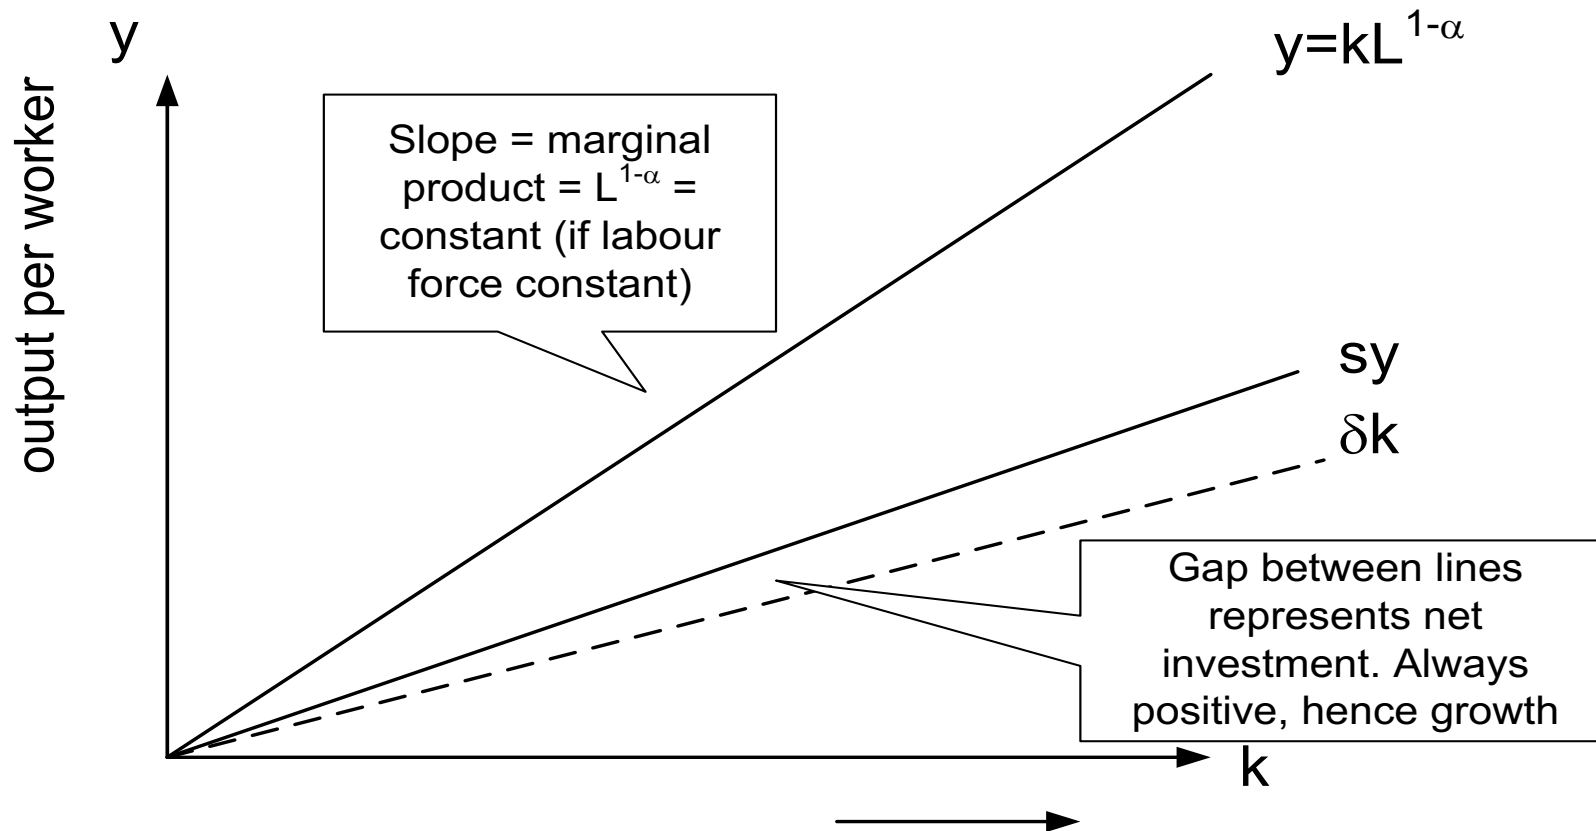 y
y=kL^{1-α}
output per worker
Slope = marginal
product = L^{1-α} =
constant (if labour
force constant)
sy
δk
Gap between lines
represents net
investment. Always
positive, hence growth
k